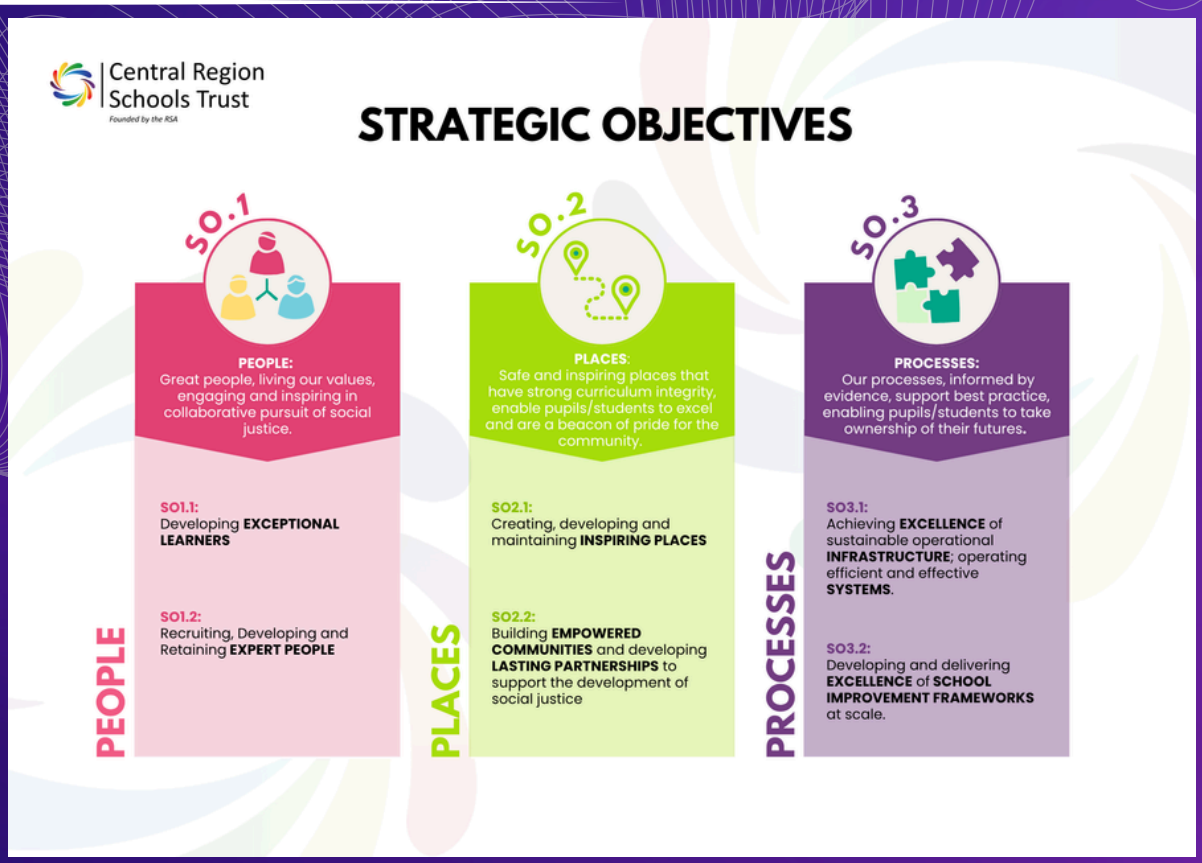 Central Region
Schools Trust
Founded by the RSA
STRATEGIC OBJECTIVES
SO.1
PEOPLE:
Great people, living our values,
engaging and inspiring in
collaborative pursuit of social
justice.
PEOPLE
SO1.1:
Developing EXCEPTIONAL
LEARNERS
SO1.2:
Recruiting, Developing and
Retaining EXPERT PEOPLE
SO.2
PLACES:
Safe and inspiring places that
have strong curriculum integrity,
enable pupils/students to excel
and are a beacon of pride for the
community.
PLACES
SO2.1:
Creating, developing and
maintaining INSPIRING PLACES
SO2.2:
Building EMPOWERED
COMMUNITIES and developing
LASTING PARTNERSHIPS to
support the development of
social justice
SO.3
PROCESSES:
Our processes, informed by
evidence, support best practice,
enabling pupils/students to take
ownership of their futures.
PROCESSES
SO3.1:
Achieving EXCELLENCE of
sustainable operational
INFRASTRUCTURE; operating
efficient and effective
SYSTEMS.
SO3.2:
Developing and delivering
EXCELLENCE of SCHOOL
IMPROVEMENT FRAMEWORKS
at scale.